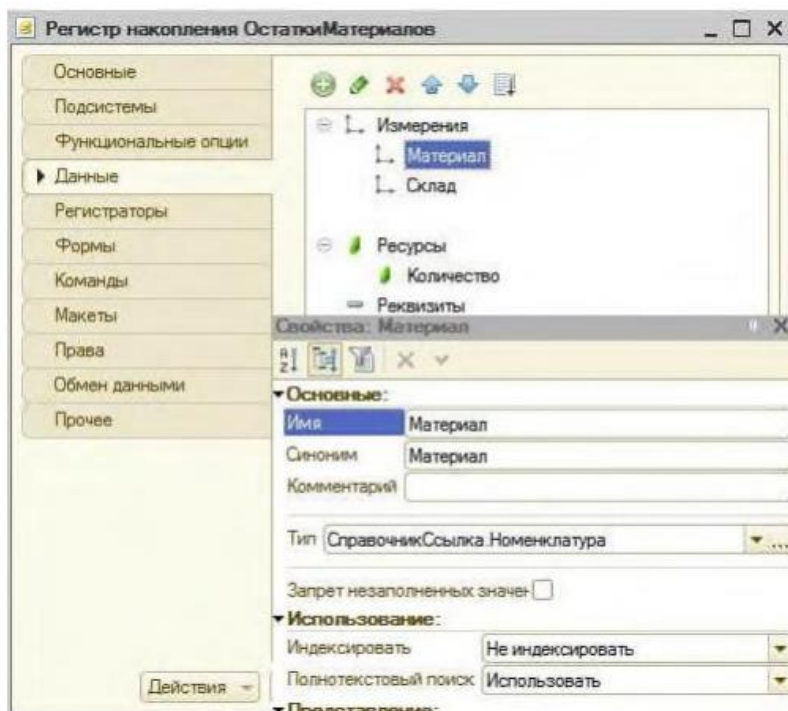 Регистр накопления ОстаткиМатериалов
Основные
Подсистемы
Функциональные опции
Данные
Регистраторы
Формы
Команды
Макеты
Права
Обмен данными
Прочее
Действия
Измерения
Материал
Склад
Ресурсы
Количество
Реквизиты
Свойства: Материал
Основные:
Имя Материал
Синоним Материал
Комментарий
Тип СправочникСсылка.Номенклатура
Запрет незаполненных значен
Использование:
Индексировать Не индексировать
Полнотекстовый поиск Использовать
Представление: